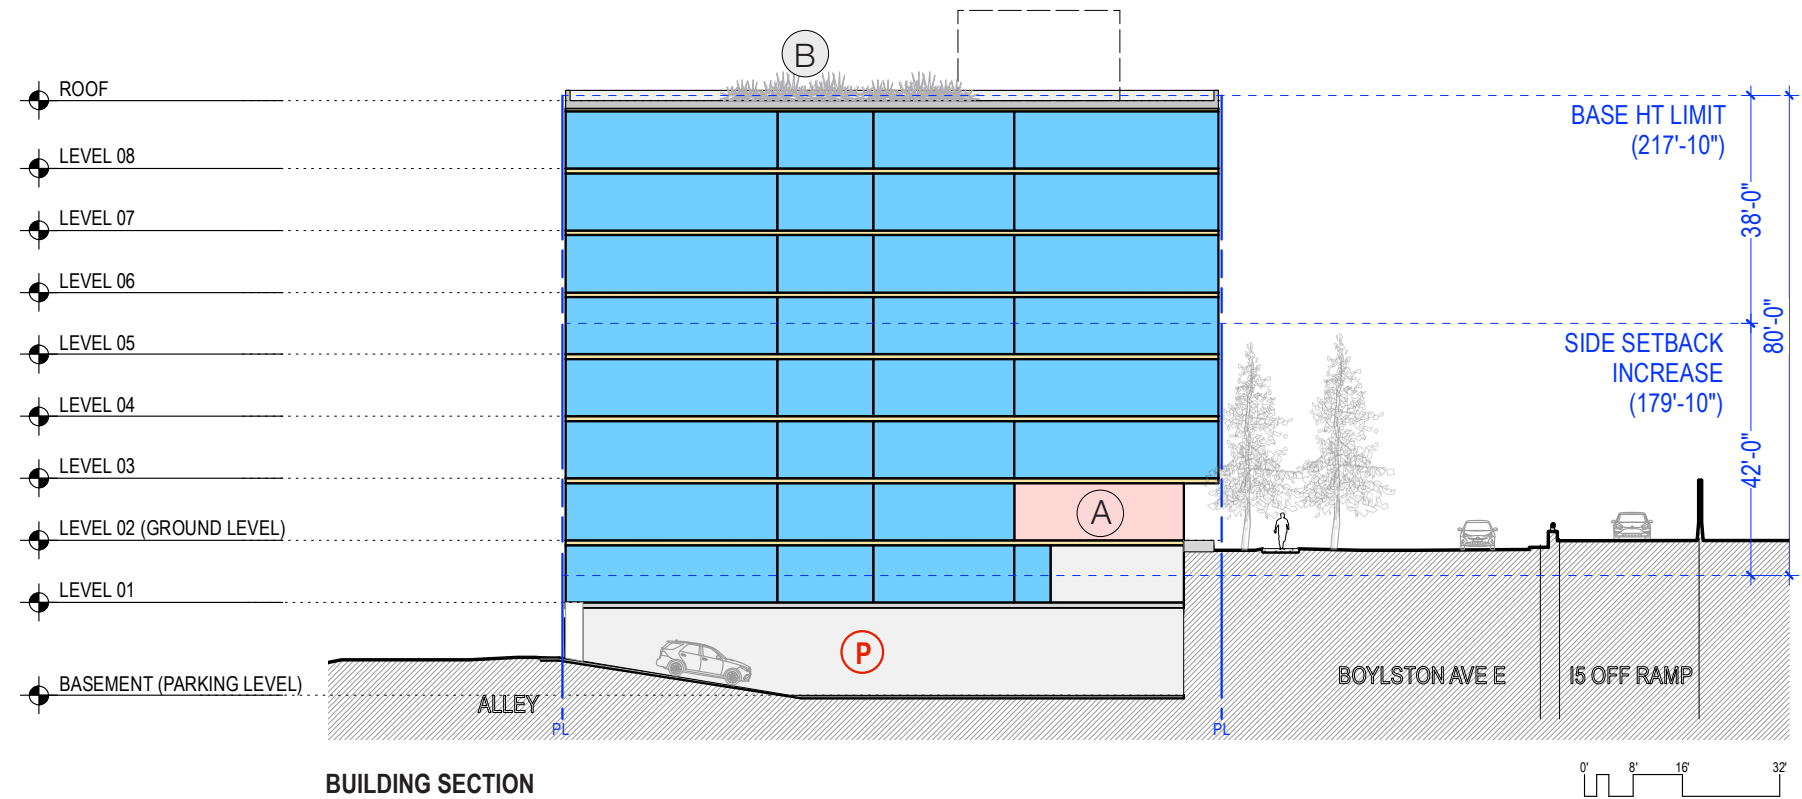 B
ROOF
BASE HT LIMIT
(217'-10")
LEVEL 08
38'-0"
LEVEL 07
LEVEL 06
80'-0"
LEVEL 05
SIDE SETBACK
INCREASE
(179'-10")
LEVEL 04
42'-0"
LEVEL 03
A
LEVEL 02 (GROUND LEVEL)
LEVEL 01
P
BASEMENT (PARKING LEVEL)
ALLEY
BOYLSTON AVE E
I5 OFF RAMP
PL
PL
BUILDING SECTION
0' 8' 16' 32'